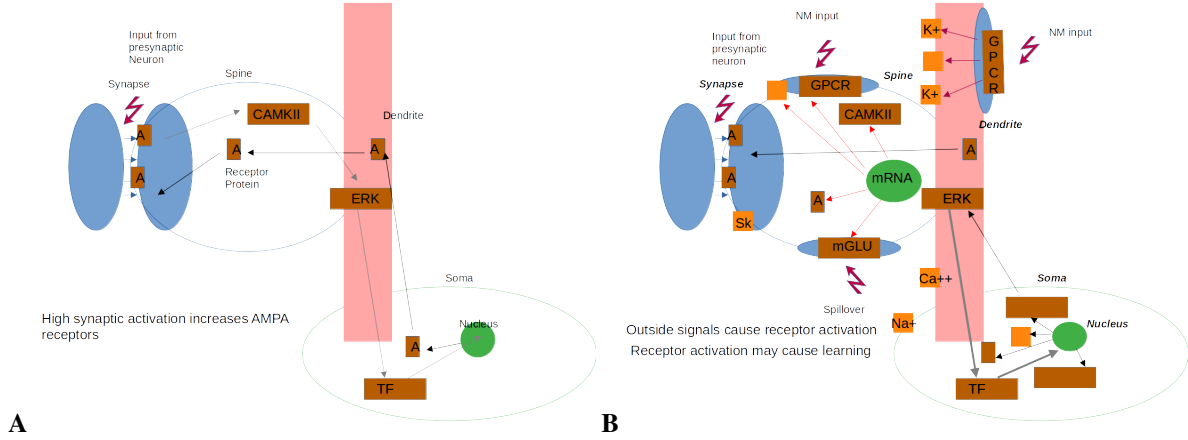 Input from
presynaptic
Neuron
Synapse
Spine
CAMKII
Dendrite
A
A
A
A
Receptor
Protein
ERK
Soma
High synaptic activation increases AMPA
receptors
Nucleus
A
TF
A
NM input
Input from
presynaptic
neuron
K+
G
P
C
R
NM input
Synapse
GPCR
Spine
K+
CAMKII
Dendrite
A
A
mRNA
A
A
ERK
Sk
mGLU
Ca++
Soma
Spillover
Na+
Nucleus
Outside signals cause receptor activation
Receptor activation may cause learning
TF
B